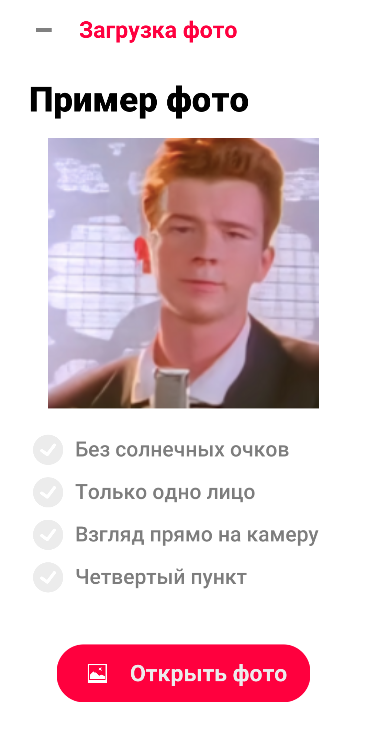 Загрузка фото
Пример фото
Без солнечных очков
Только одно лицо
Взгляд прямо на камеру
Четвертый пункт
Открыть фото